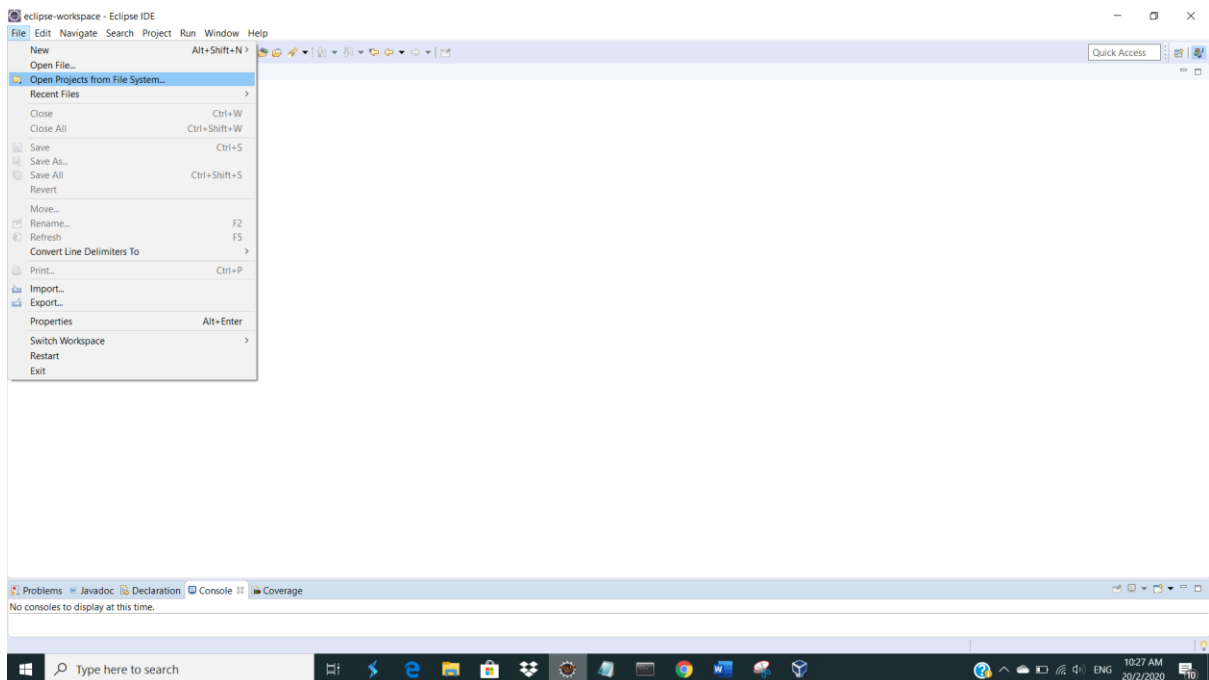 eclipse-workspace - Eclipse IDE
File Edit Navigate Search Project Run Window Help
New Alt+Shift+N >
Open File...
Open Projects from File System...
Recent Files >
Close Ctrl+W
Close All Ctrl+Shift+W
Save Ctrl+S
Save As...
Save All Ctrl+Shift+S
Revert
Move...
Rename... F2
Refresh F5
Convert Line Delimiters To >
Print... Ctrl+P
Import...
Export...
Properties Alt+Enter
Switch Workspace >
Restart
Exit
Quick Access
Problems Javadoc Declaration Console Coverage
No consoles to display at this time.
Type here to search
ENG
10:27 AM
20/2/2020
10